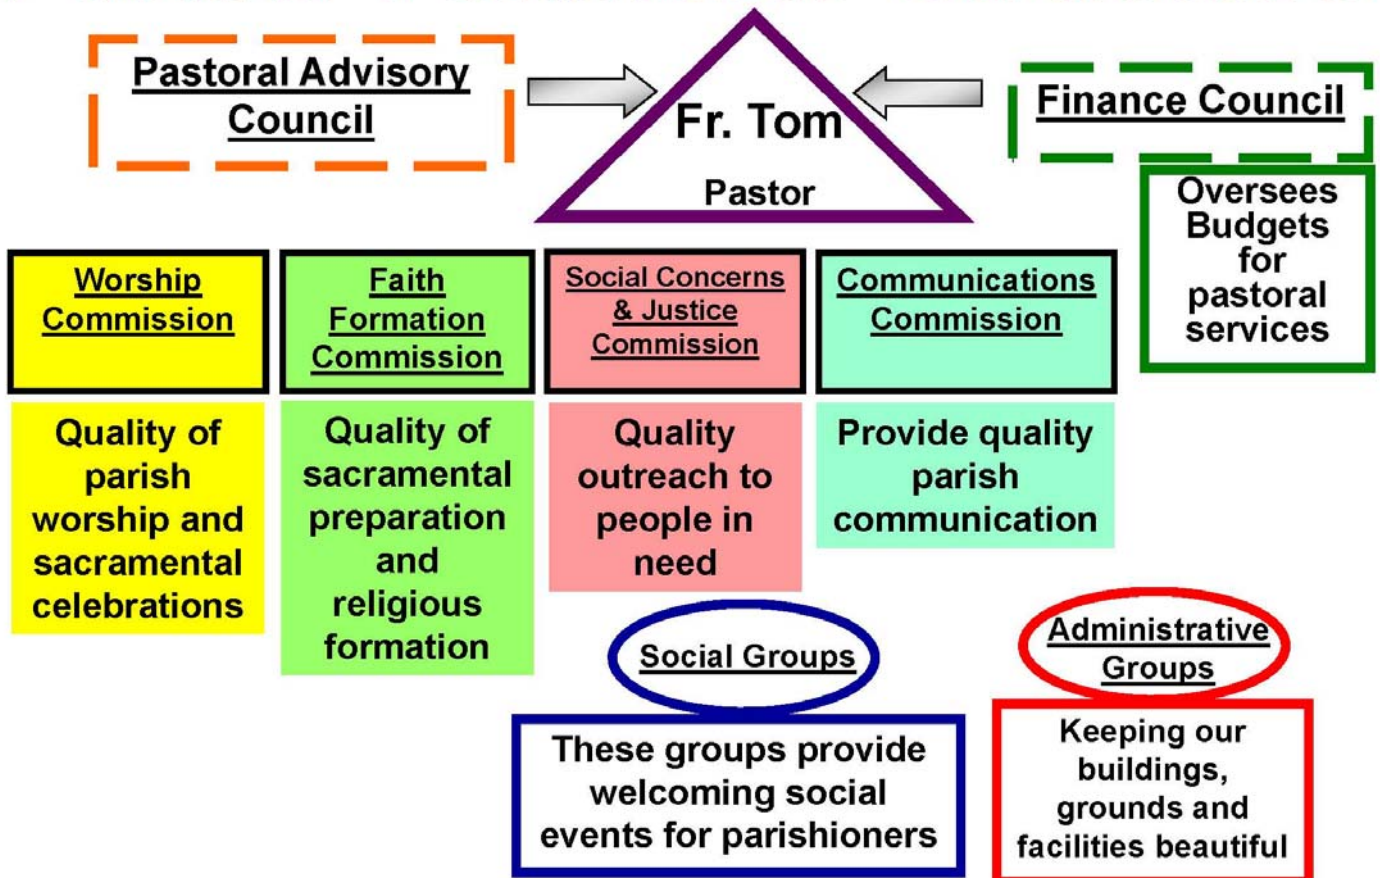 Pastoral Advisory
Council
Fr. Tom
Pastor
Finance Council
Oversees
Budgets
for
pastoral
services
Worship
Commission
Quality of
parish
worship and
sacramental
celebrations
Faith
Formation
Commission
Quality of
sacramental
preparation
and
religious
formation
Social Concerns
& Justice
Commission
Quality
outreach to
people in
need
Communications
Commission
Provide quality
parish
communication
Social Groups
These groups provide
welcoming social
events for parishioners
Administrative
Groups
Keeping our
buildings,
grounds and
facilities beautiful